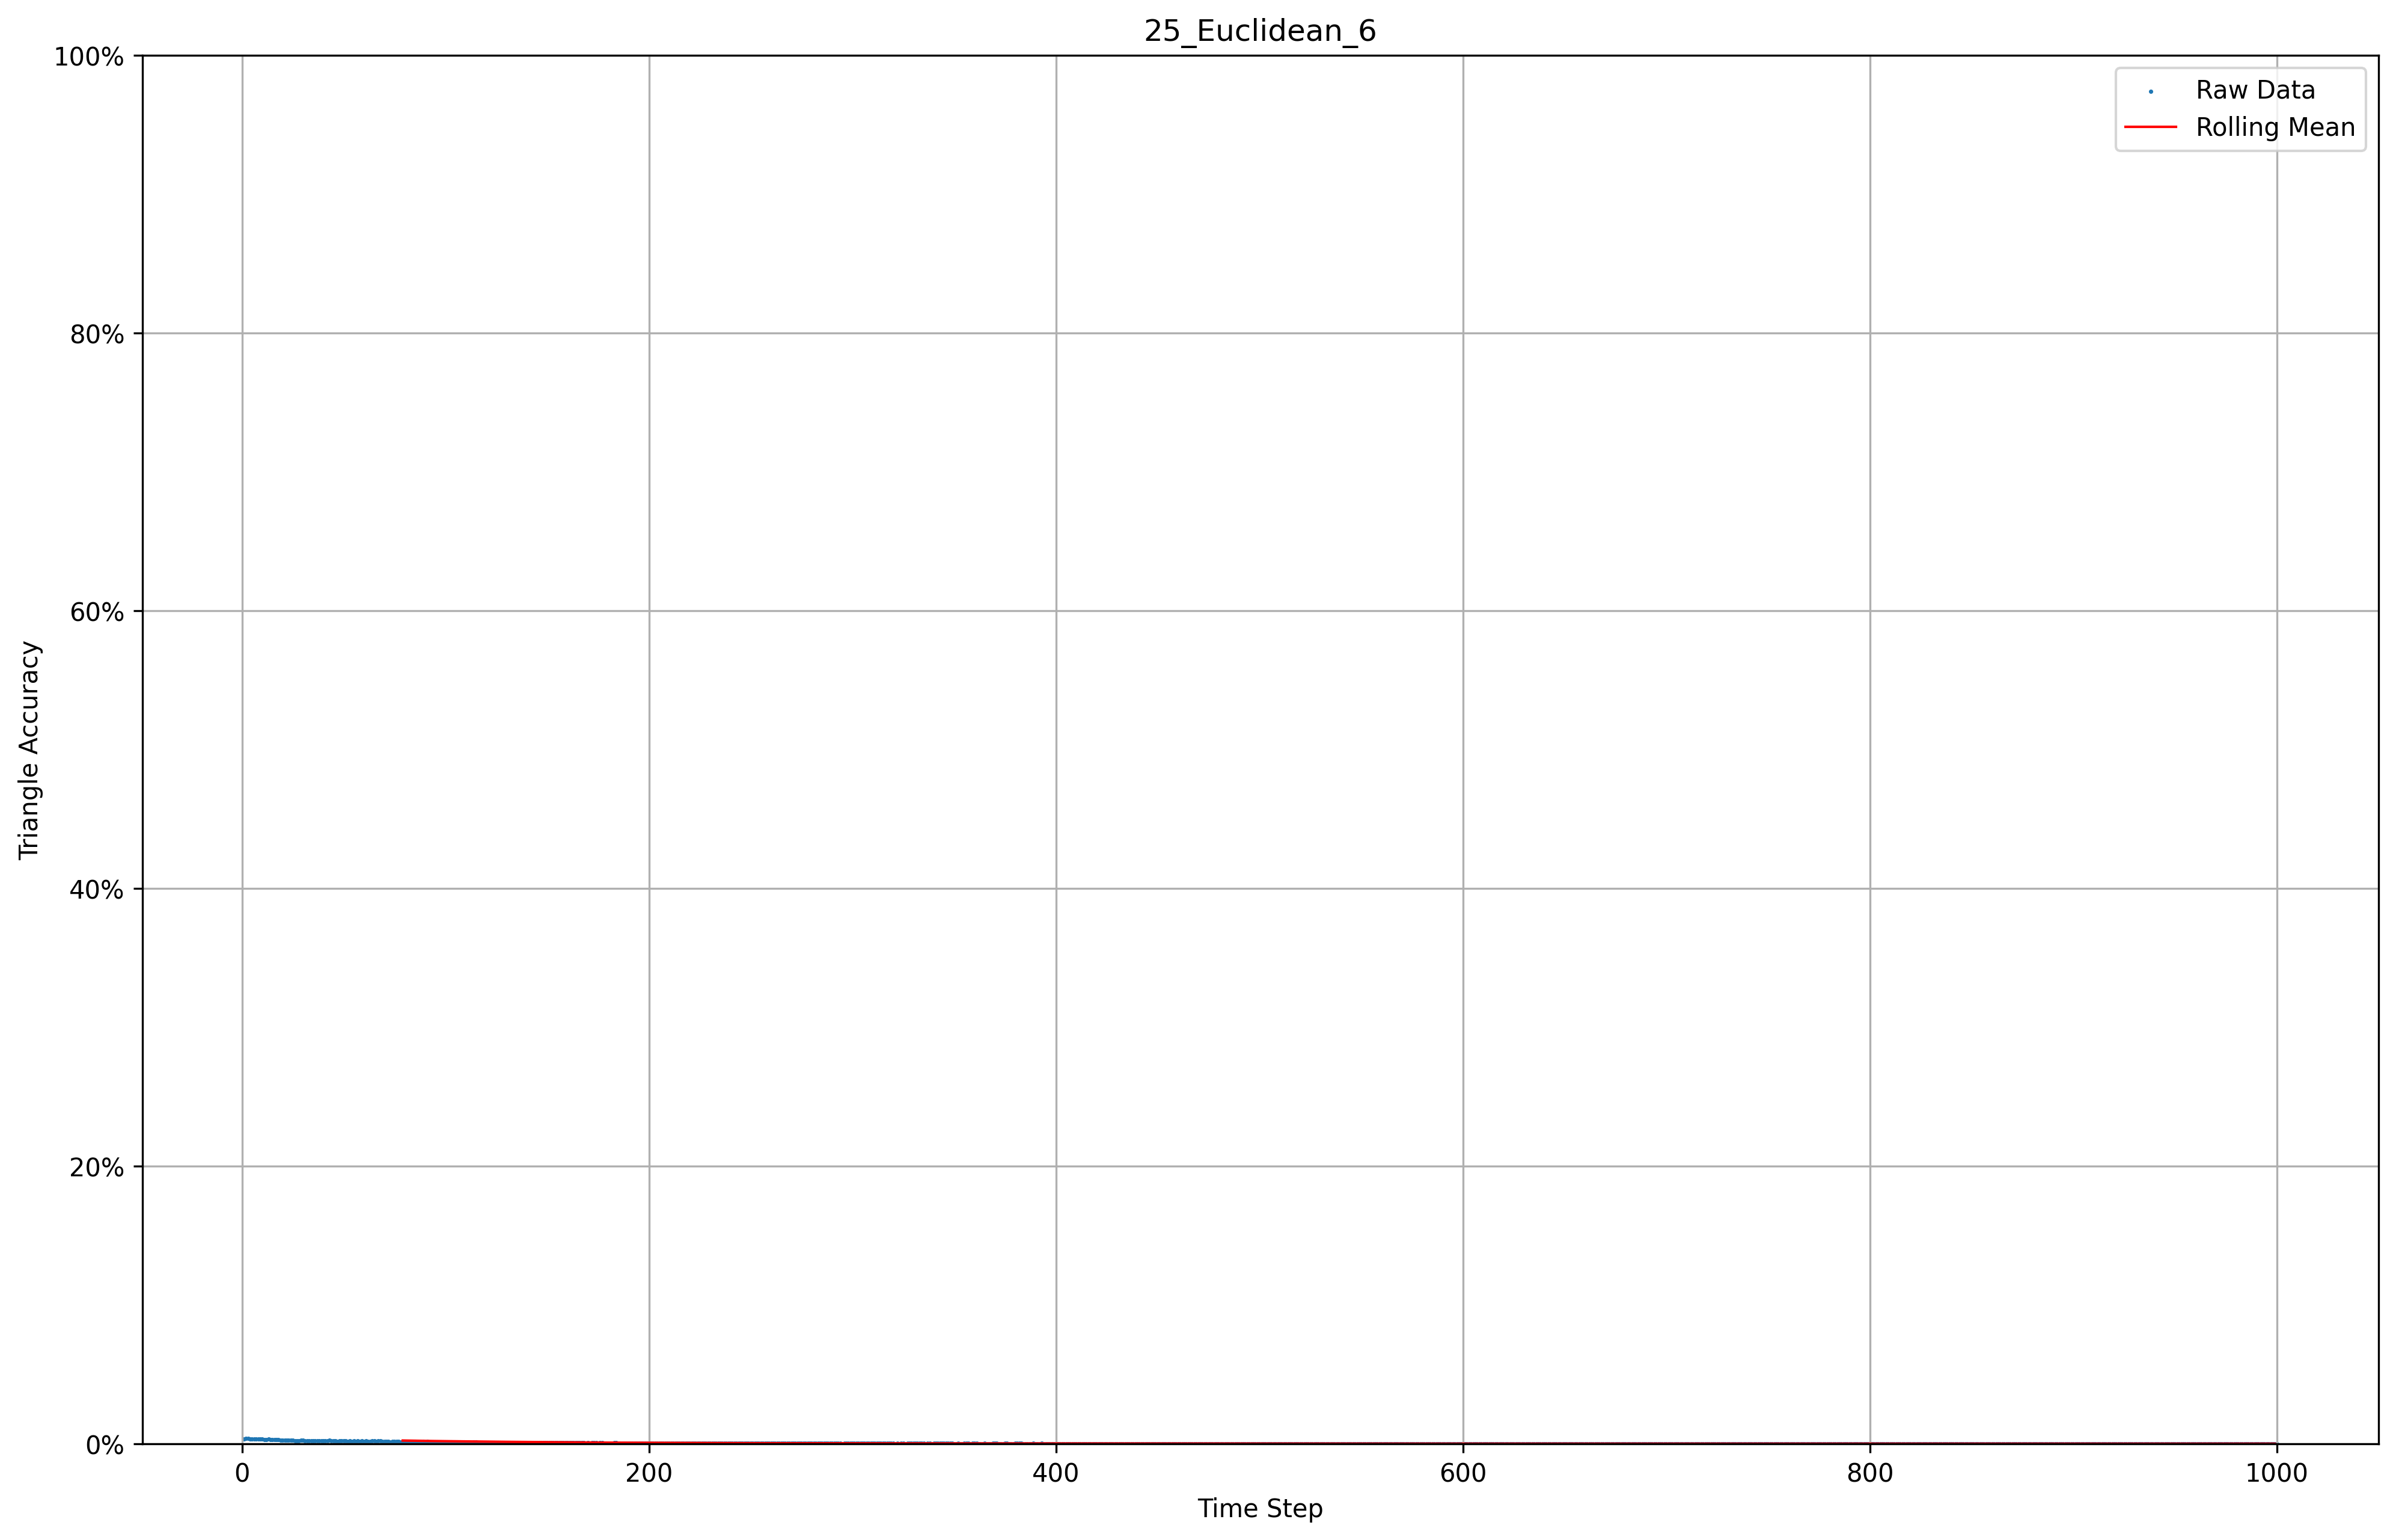 25_Euclidean_6
100%
80%
60%
40%
20%
0%
Triangle Accuracy
Raw Data
Rolling Mean
0 200 400 600 800 1000
Time Step